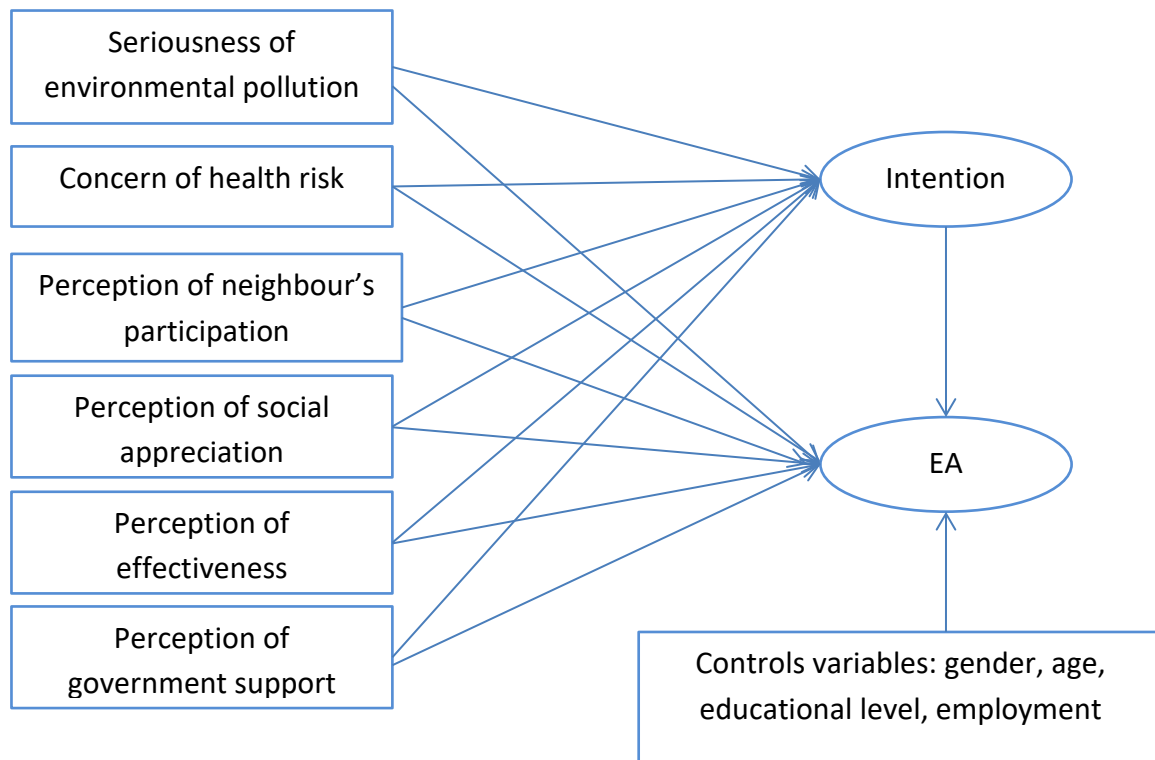 Seriousness of
environmental pollution
Concern of health risk
Perception of neighbour’s
participation
Perception of social
appreciation
Perception of
effectiveness
Perception of
government support
Intention
EA
Controls variables: gender, age,
educational level, employment